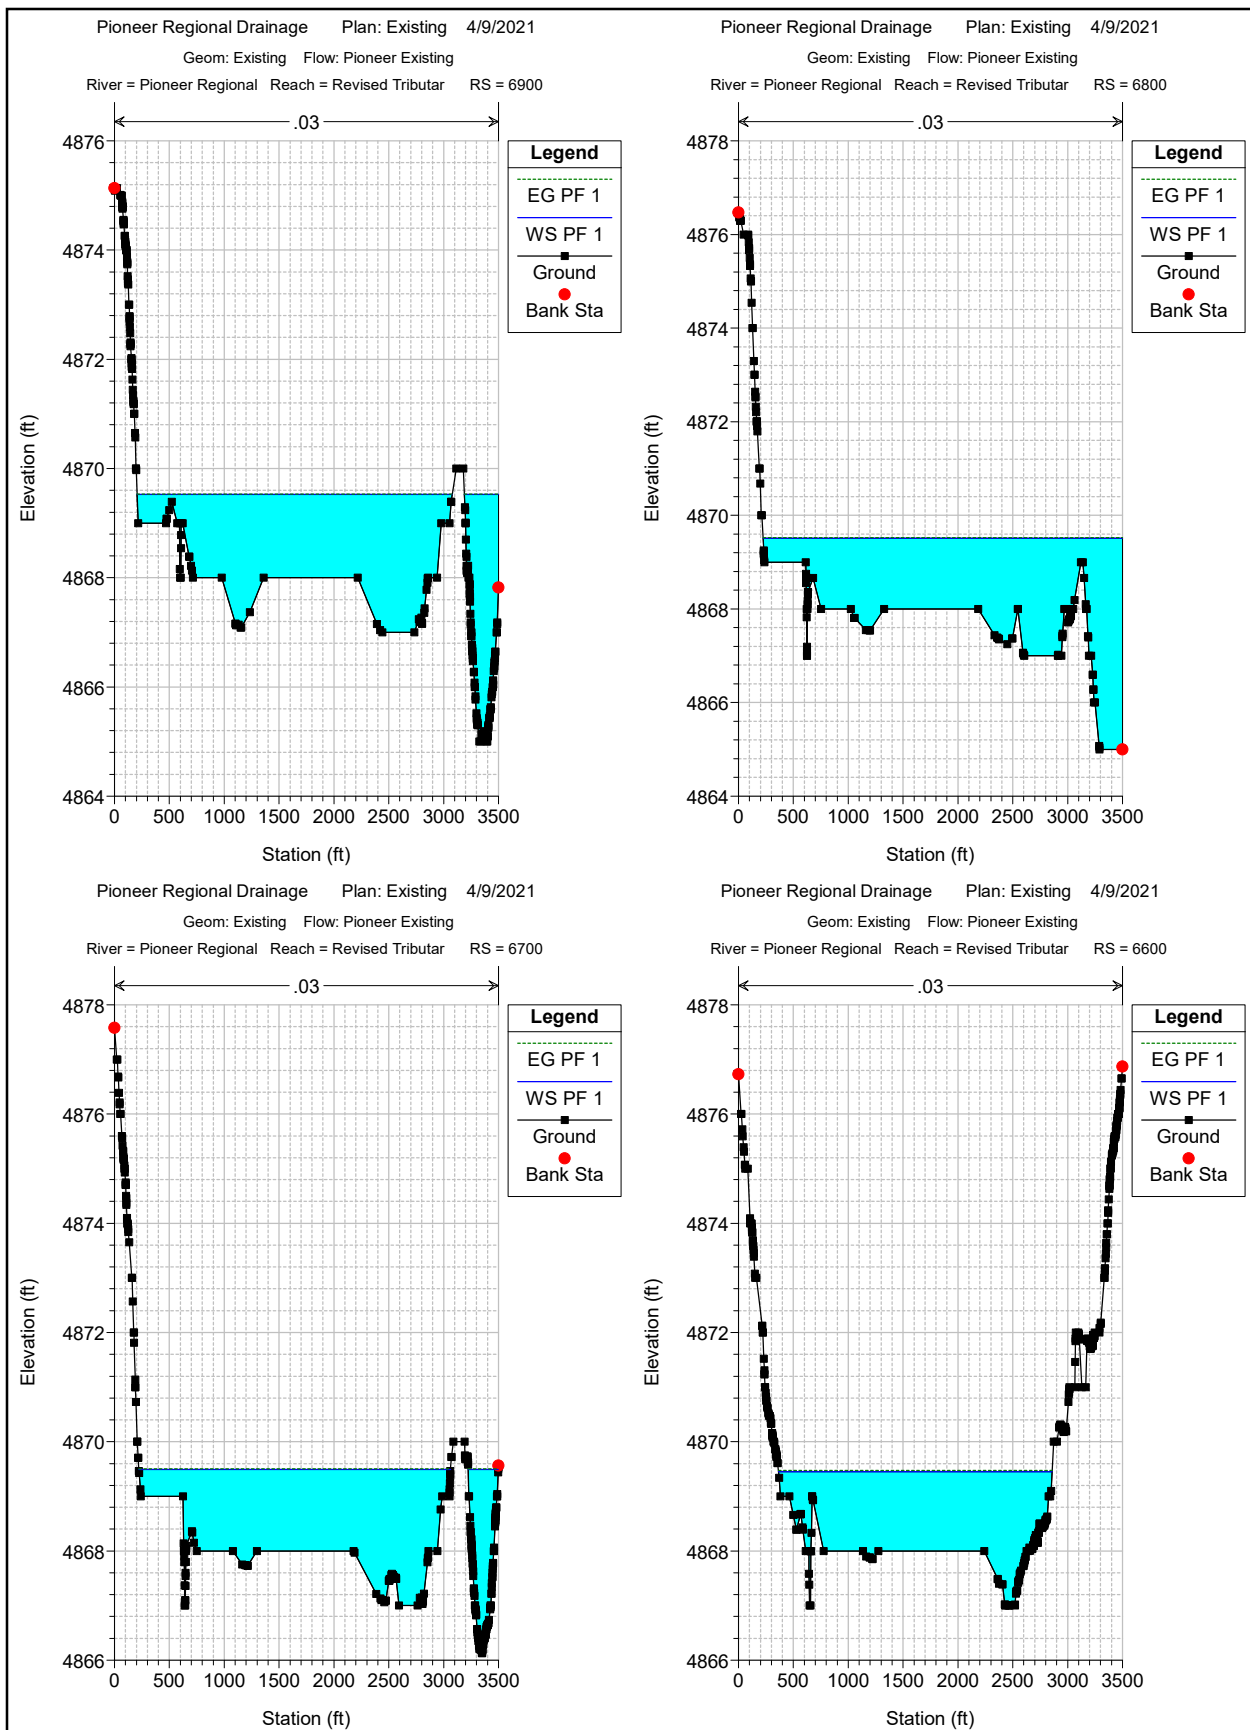 Pioneer Regional Drainage Plan: Existing 4/9/2021
Geom: Existing Flow: Pioneer Existing
River = Pioneer Regional Reach = Revised Tributar RS = 6900
.03
4876
4874
4872
4870
4868
4866
4864
Elevation (ft)
0 500 1000 1500 2000 2500 3000 3500
Station (ft)
Legend
EG PF 1
WS PF 1
Ground
Bank Sta
Pioneer Regional Drainage Plan: Existing 4/9/2021
Geom: Existing Flow: Pioneer Existing
River = Pioneer Regional Reach = Revised Tributar RS = 6800
.03
4878
4876
4874
4872
4870
4868
4866
4864
Elevation (ft)
0 500 1000 1500 2000 2500 3000 3500
Station (ft)
Legend
EG PF 1
WS PF 1
Ground
Bank Sta
Pioneer Regional Drainage Plan: Existing 4/9/2021
Geom: Existing Flow: Pioneer Existing
River = Pioneer Regional Reach = Revised Tributar RS = 6700
.03
4878
4876
4874
4872
4870
4868
4866
Elevation (ft)
0 500 1000 1500 2000 2500 3000 3500
Station (ft)
Legend
EG PF 1
WS PF 1
Ground
Bank Sta
Pioneer Regional Drainage Plan: Existing 4/9/2021
Geom: Existing Flow: Pioneer Existing
River = Pioneer Regional Reach = Revised Tributar RS = 6600
.03
4878
4876
4874
4872
4870
4868
4866
Elevation (ft)
0 500 1000 1500 2000 2500 3000 3500
Station (ft)
Legend
EG PF 1
WS PF 1
Ground
Bank Sta